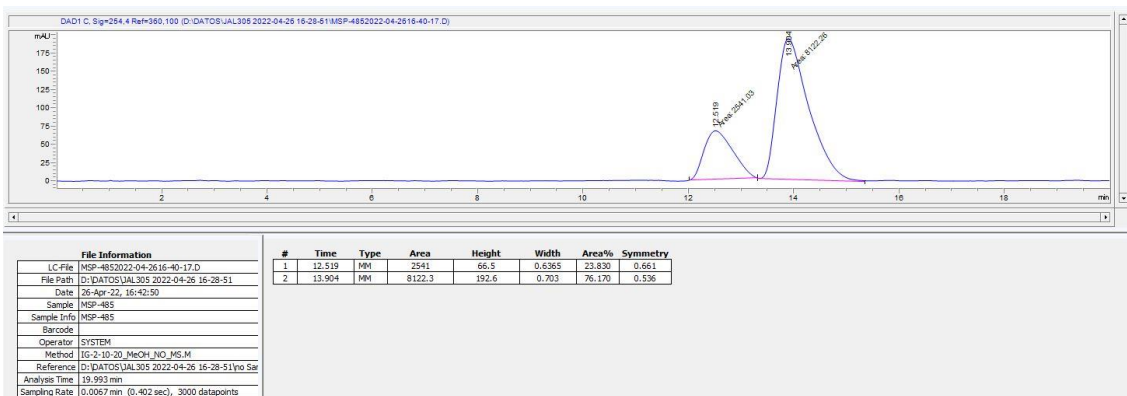 DAD1 C, Sig=254,4 Ref=360,100 (D:\DATOS\JAL305 2022-04-26 16-28-51\MSP-4852022-04-2616-40-17.D)
mAU
175
150
125
100
75
50
25
0
12.519
Area: 2541.03
13.904
Area: 8122.26
2 4 6 8 10 12 14 16 18 min
File Information
LC-File MSP-4852022-04-2616-40-17.D
File Path D:\DATOS\JAL305 2022-04-26 16-28-51
Date 26-Apr-22, 16:42:50
Sample MSP-485
Sample Info MSP-485
Barcode
Operator SYSTEM
Method IG-2-10-20_MeOH_NO_MS.M
Reference D:\DATOS\JAL305 2022-04-26 16-28-51\no Sar
Analysis Time 19.993 min
Sampling Rate 0.0067 min (0.402 sec), 3000 datapoints
# Time Type Area Height Width Area% Symmetry
1 12.519 MM 2541 66.5 0.6365 23.830 0.661
2 13.904 MM 8122.3 192.6 0.703 76.170 0.536